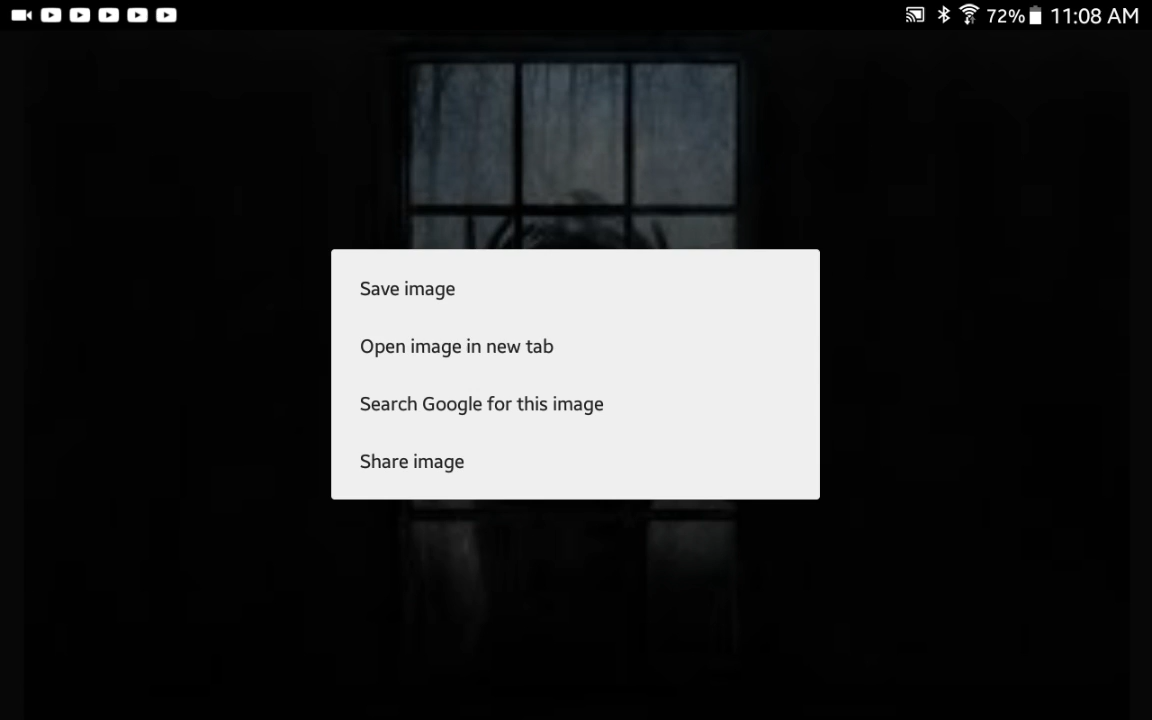 72% 11:08 AM
Save image
Open image in new tab
Search Google for this image
Share image